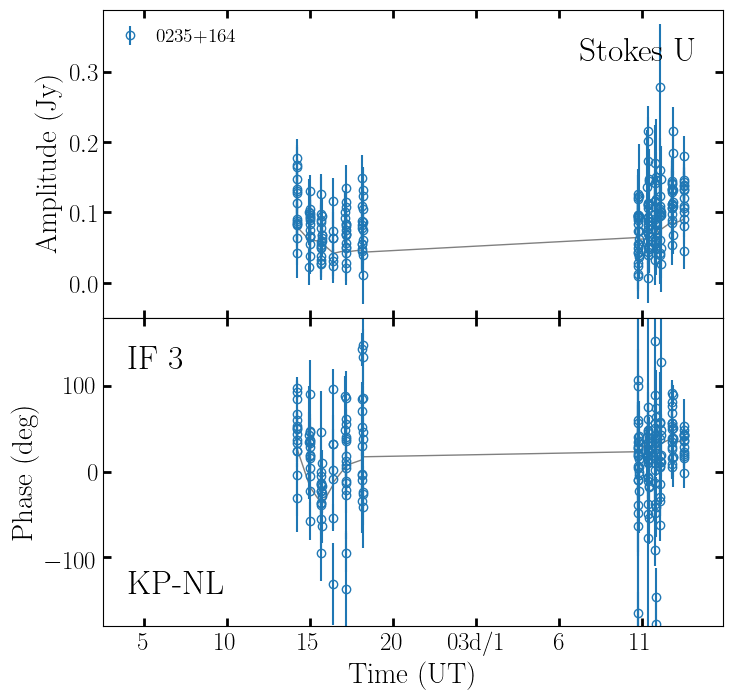 0235+164
Stokes U
Amplitude (Jy)
0.3
0.2
0.1
0.0
IF 3
KP-NL
Phase (deg)
100
0
−100
5 10 15 20 03d/1 6 11
Time (UT)